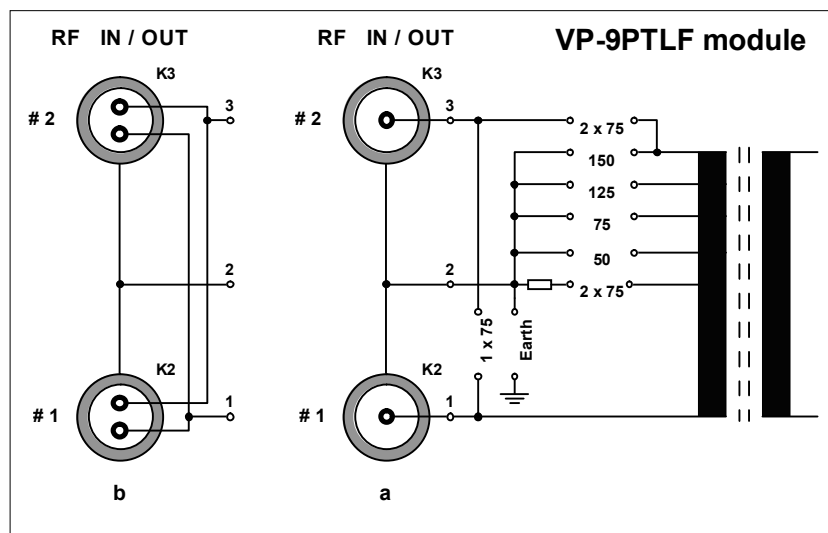 RF IN / OUT
RF IN / OUT
VP-9PTLF module
K3
K3
# 2
3
# 2
3
2 x 75
150
125
75
50
2
2
2 x 75
1 x 75
Earth
K2
K2
# 1
1
# 1
1
b
a